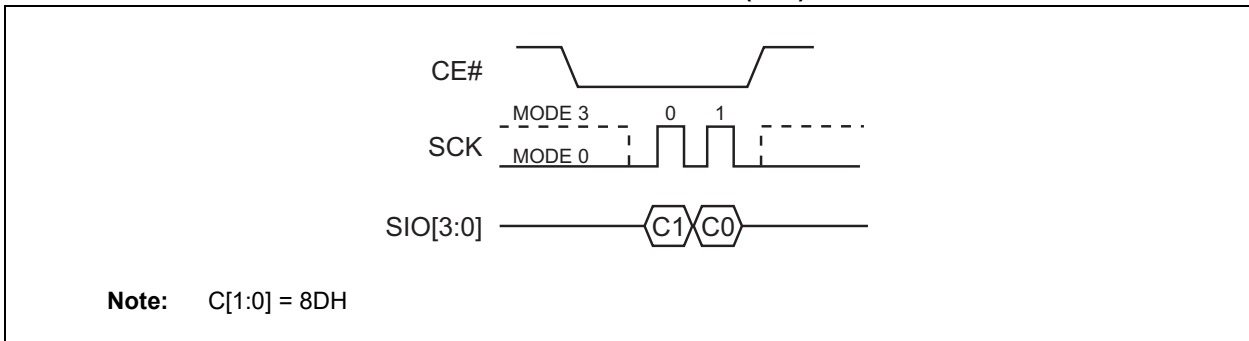 CE#
MODE 3 0 1
SCK
MODE 0
SIO[3:0] C1 C0
Note: C[1:0] = 8DH